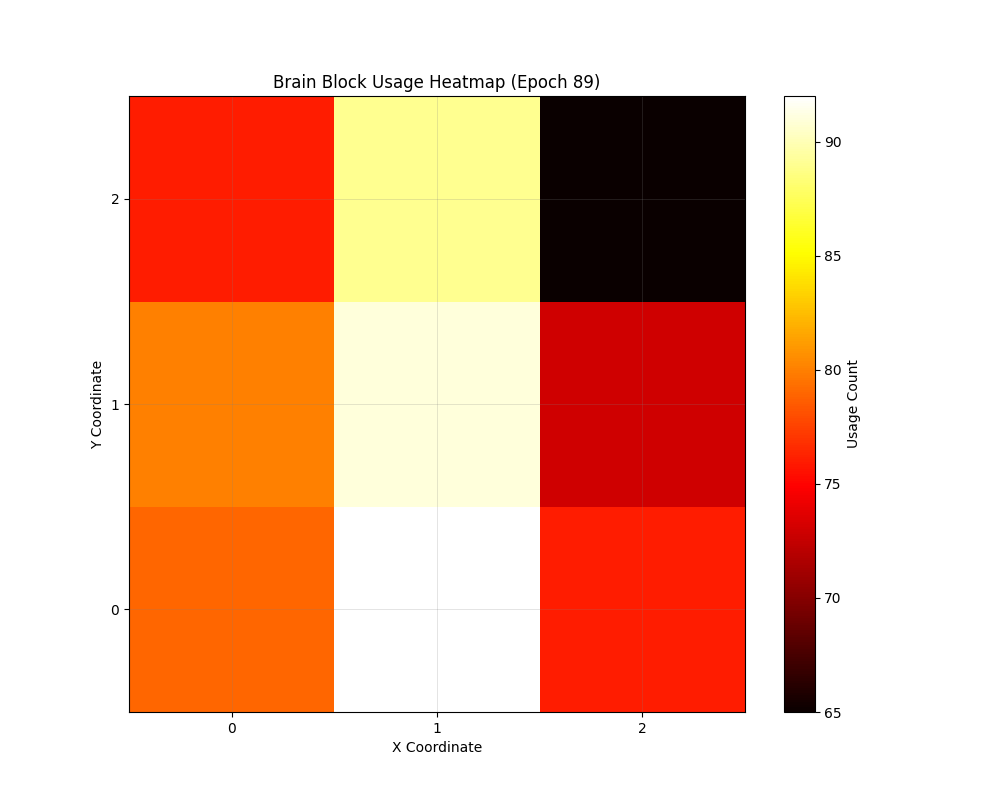 Brain Block Usage Heatmap (Epoch 89)
2
1
0
Y Coordinate
0 1 2
X Coordinate
90
85
80
75
70
65
Usage Count